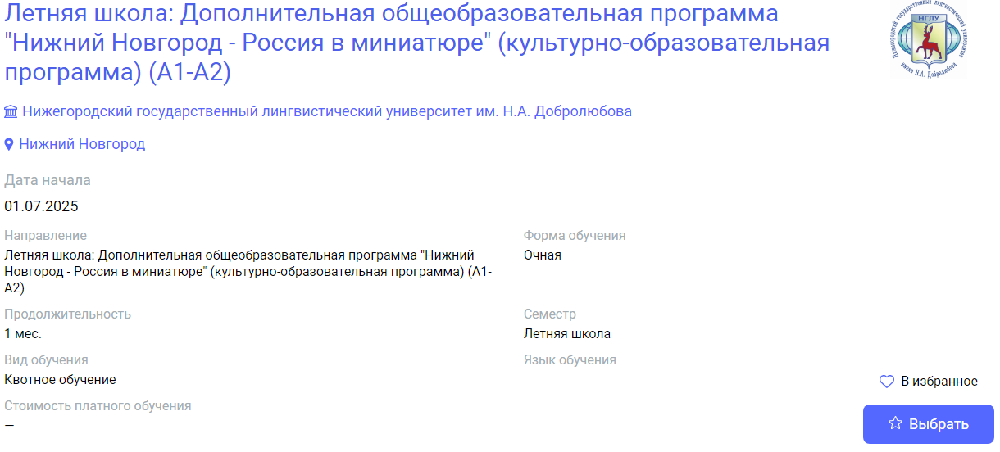 Летняя школа: Дополнительная общеобразовательная программа
"Нижний Новгород - Россия в миниатюре" (культурно-образовательная
программа) (А1-А2)
Нижегородский государственный лингвистический университет
НГЛУ
имени Н.А. Добролюбова
Нижегородский государственный лингвистический университет им. Н.А. Добролюбова
Нижний Новгород
Дата начала
01.07.2025
Направление
Летняя школа: Дополнительная общеобразовательная программа "Нижний
Новгород - Россия в миниатюре" (культурно-образовательная программа) (А1-
А2)
Форма обучения
Очная
Продолжительность
1 мес.
Семестр
Летняя школа
Вид обучения
Квотное обучение
Язык обучения
Стоимость платного обучения
—
В избранное
Выбрать